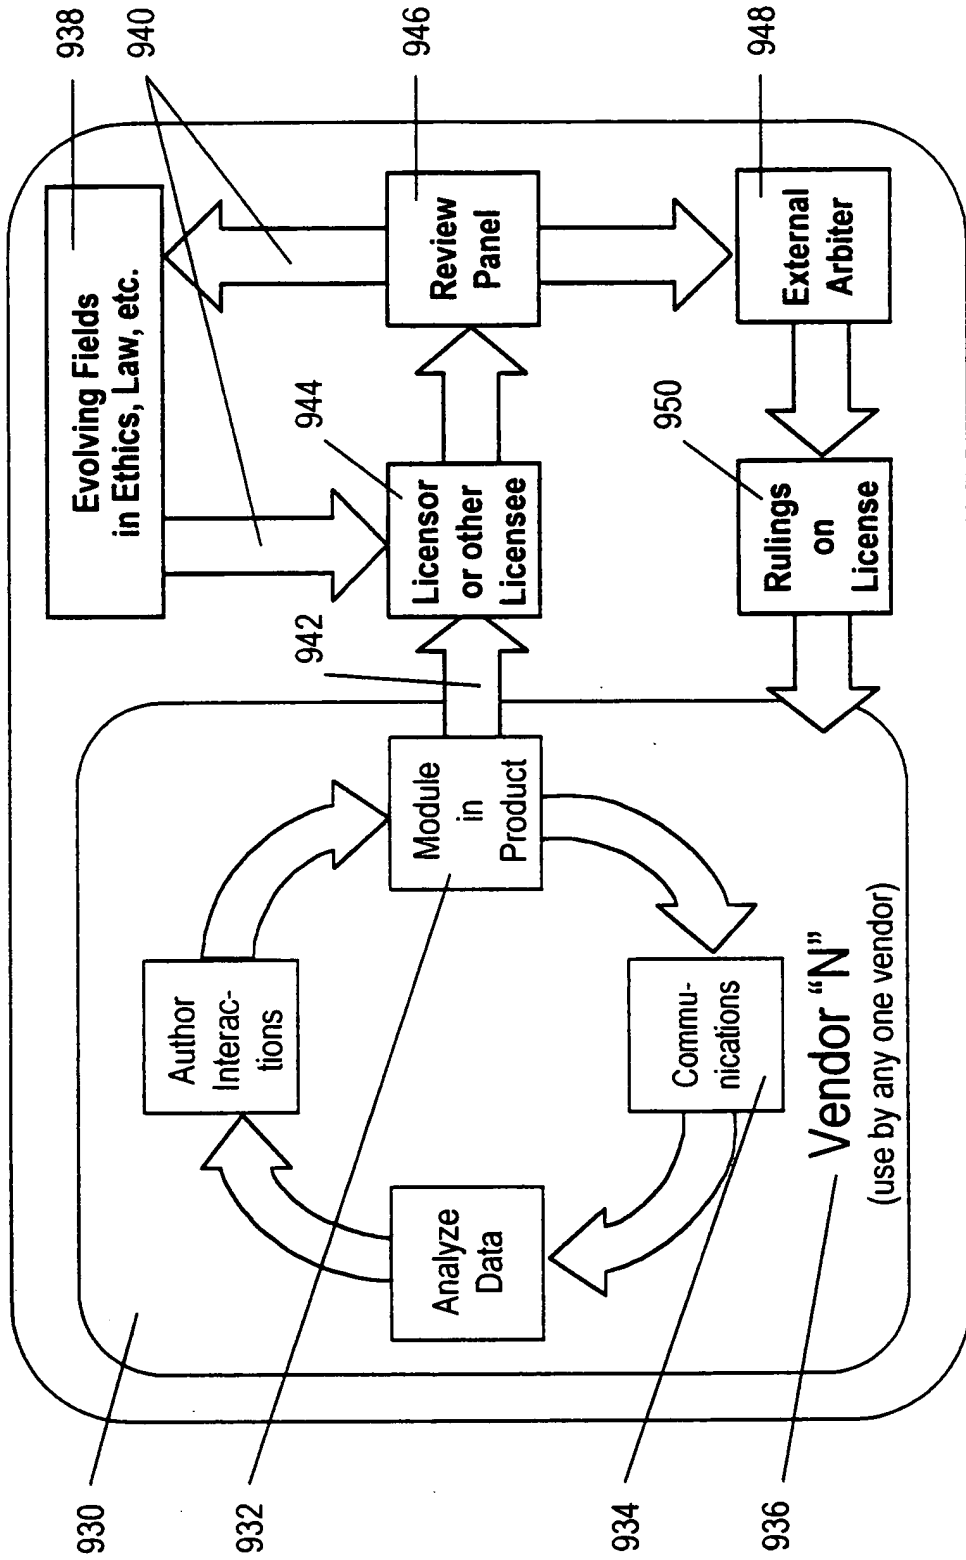 930
932
934
936
938
940
942
944
946
948
950
Evolving Fields
in Ethics, Law, etc.
Author
Interac-
tions
Analyze
Data
Module
in
Product
Commu-
nications
Licensor
or other
Licensee
Review
Panel
External
Arbiter
Rulings
on
License
Vendor “N”
(use by any one vendor)